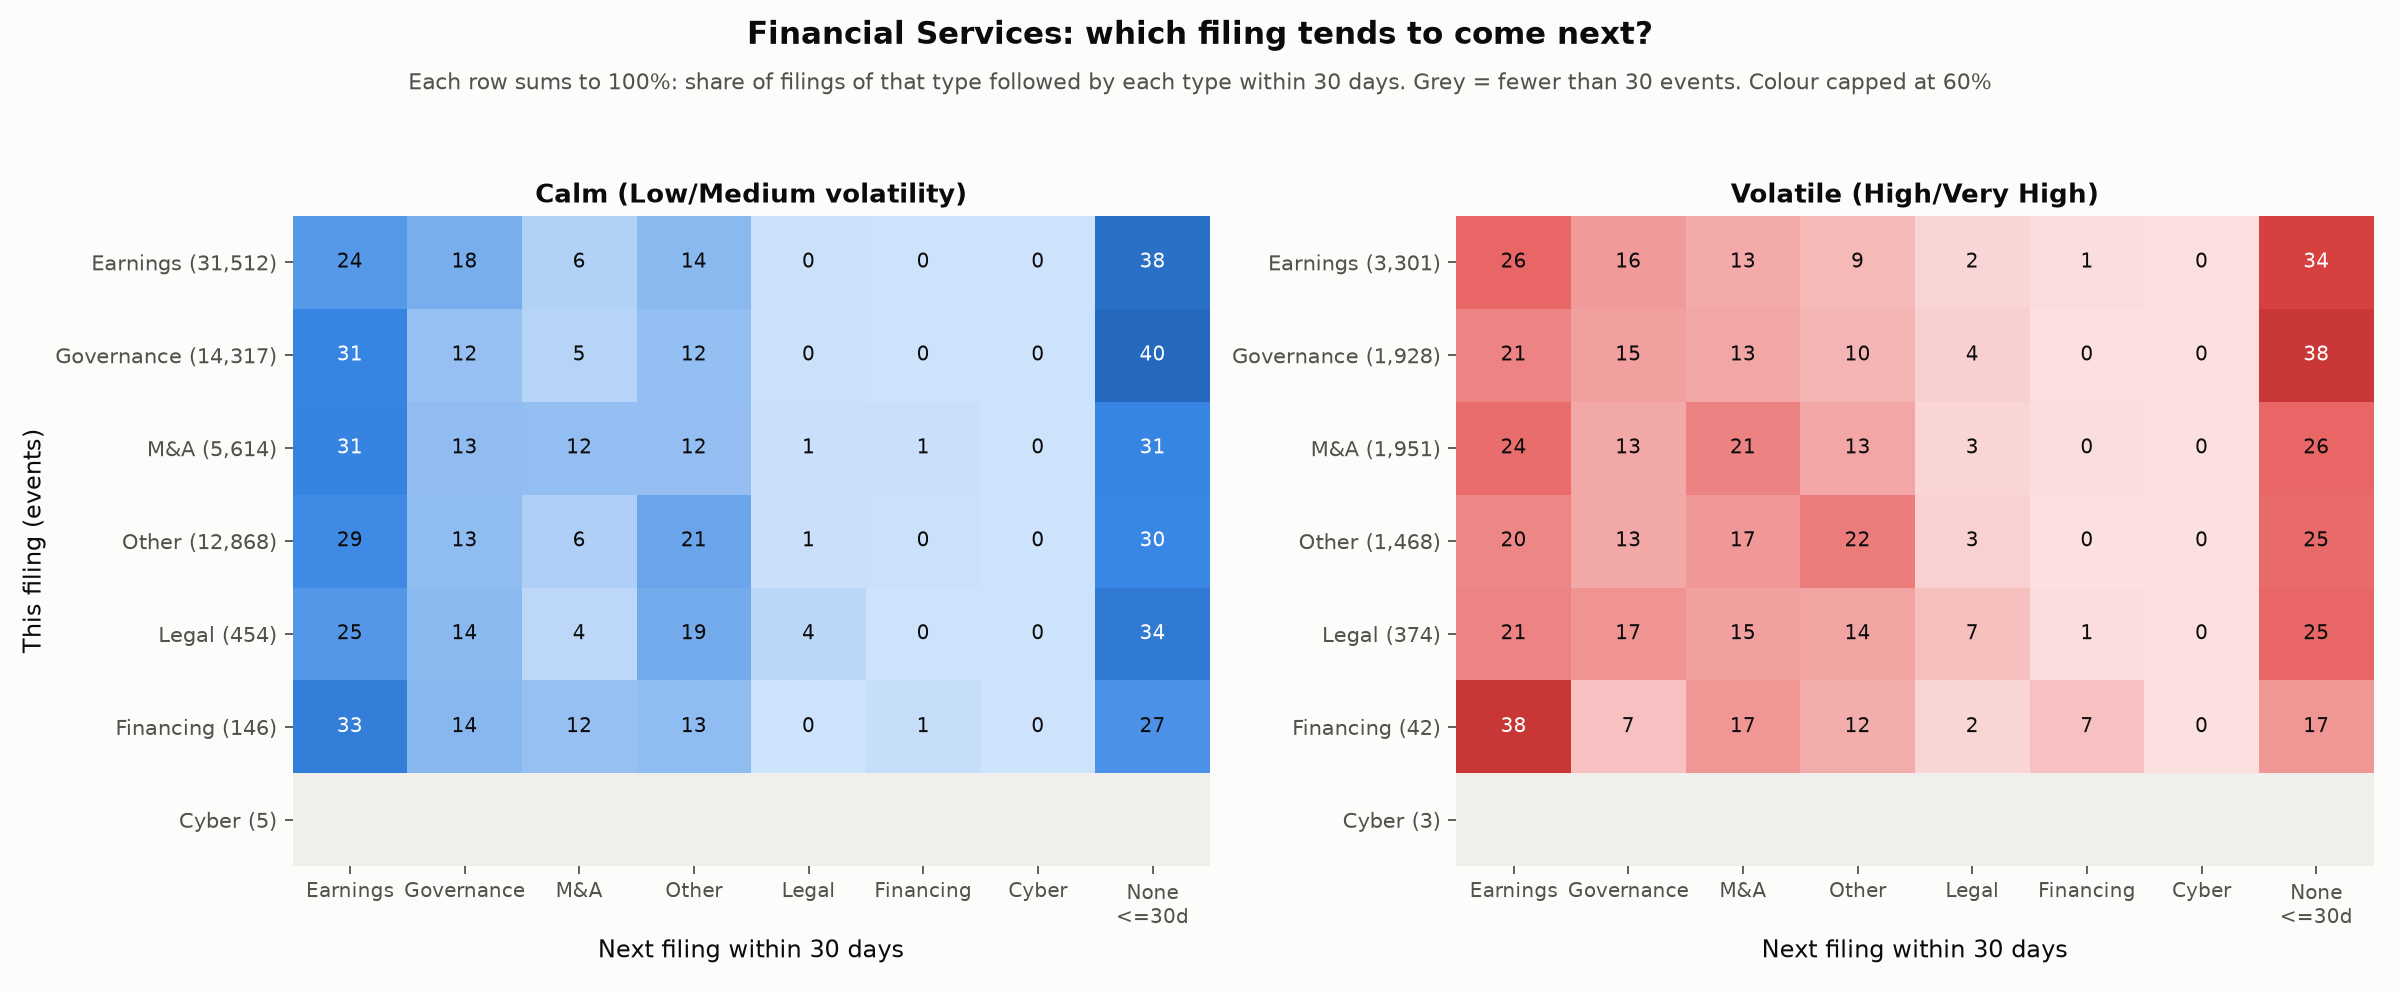 Financial Services: which filing tends to come next?
Each row sums to 100%: share of filings of that type followed by each type within 30 days. Grey = fewer than 30 events. Colour capped at 60%
Calm (Low/Medium volatility)
This filing (events)
Earnings (31,512) 24 18 6 14 0 0 0 38
Governance (14,317) 31 12 5 12 0 0 0 40
M&A (5,614) 31 13 12 12 1 1 0 31
Other (12,868) 29 13 6 21 1 0 0 30
Legal (454) 25 14 4 19 4 0 0 34
Financing (146) 33 14 12 13 0 1 0 27
Cyber (5)
Earnings Governance M&A Other Legal Financing Cyber None
<=30d
Next filing within 30 days
Volatile (High/Very High)
Earnings (3,301) 26 16 13 9 2 1 0 34
Governance (1,928) 21 15 13 10 4 0 0 38
M&A (1,951) 24 13 21 13 3 0 0 26
Other (1,468) 20 13 17 22 3 0 0 25
Legal (374) 21 17 15 14 7 1 0 25
Financing (42) 38 7 17 12 2 7 0 17
Cyber (3)
Earnings Governance M&A Other Legal Financing Cyber None
<=30d
Next filing within 30 days